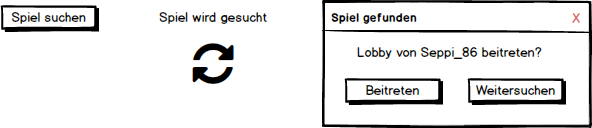 Spiel suchen
Spiel wird gesucht
Spiel gefunden X
Lobby von Seppi_86 beitreten?
Beitreten
Weitersuchen